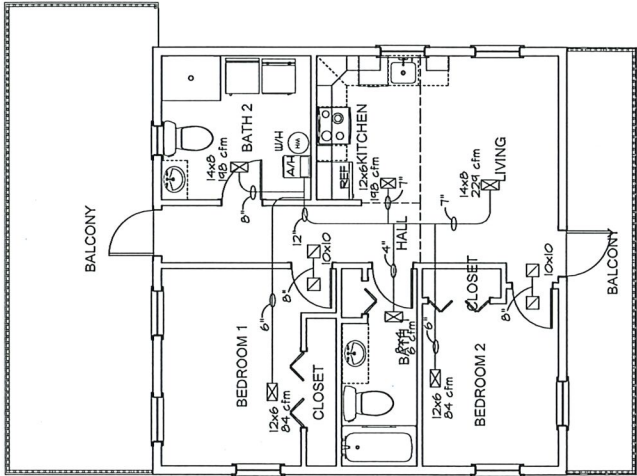 BATH 2
W/H
HW
A/H
14x8
198 cfm
8"
12"
KITCHEN
REF
12x6
198 cfm
7"
LIVING
14x8
229 cfm
7"
HALL
4"
10x10
8"
BALCONY
BALCONY
10x10
8"
CLOSET
6"
BEDROOM 1
12x6
84 cfm
CLOSET
BATH
6"
12x6
84 cfm
BEDROOM 2